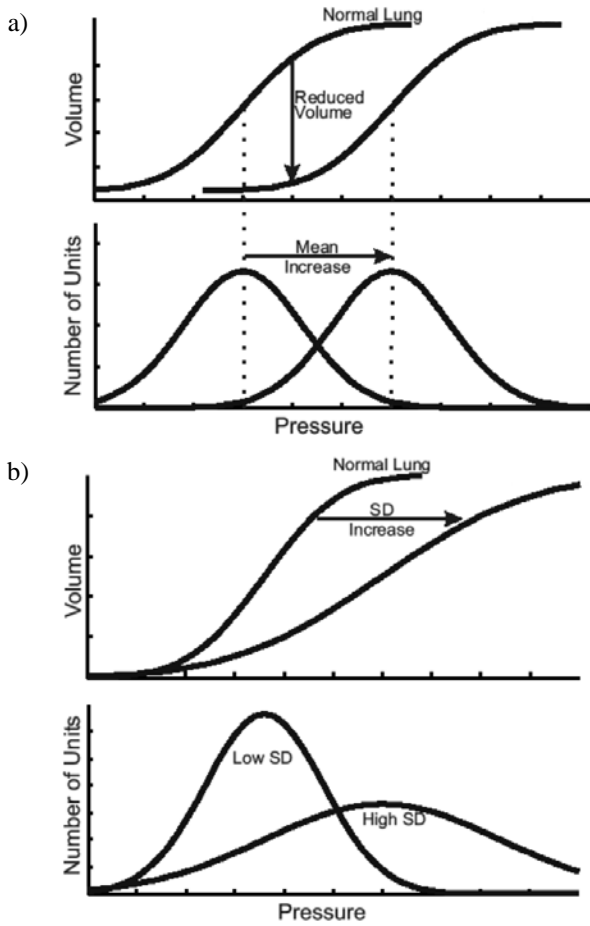 a)
Normal Lung
Volume
Reduced
Volume
Number of Units
Mean
Increase
Pressure
b)
Normal Lung
Volume
SD
Increase
Number of Units
Low SD
High SD
Pressure